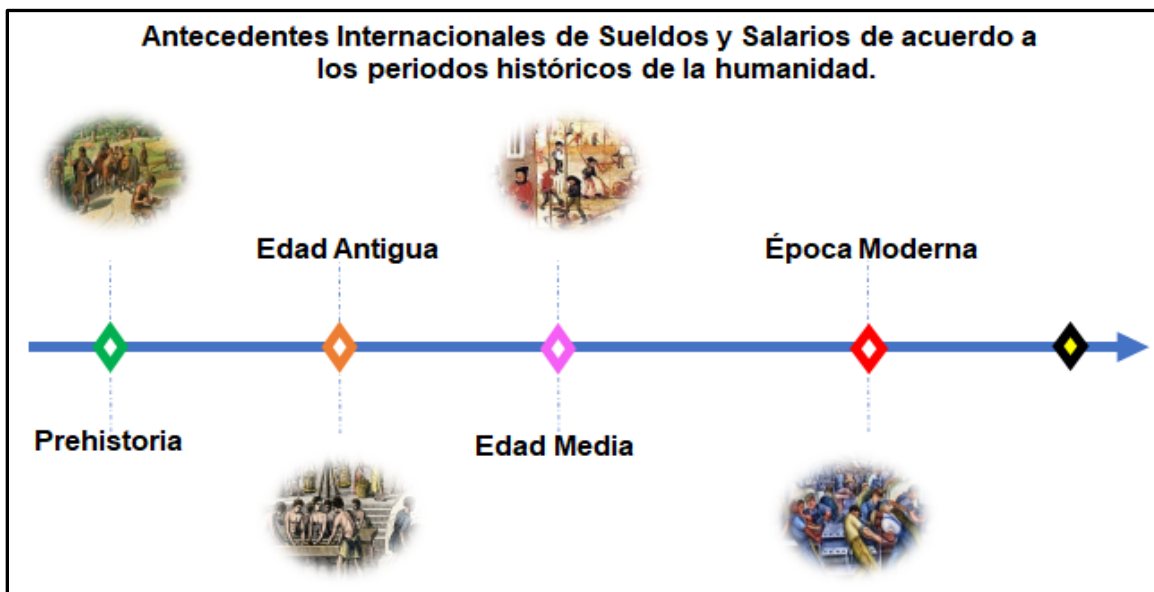 Antecedentes Internacionales de Sueldos y Salarios de acuerdo a
los periodos históricos de la humanidad.
Edad Antigua
Época Moderna
Prehistoria
Edad Media